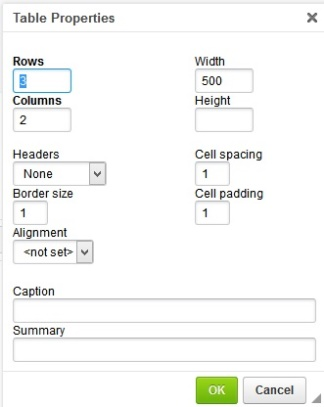 Table Properties ×
Rows Width
3 500
Columns Height
2
Headers Cell spacing
None 1
Border size Cell padding
1 1
Alignment
<not set>
Caption
Summary
OK Cancel